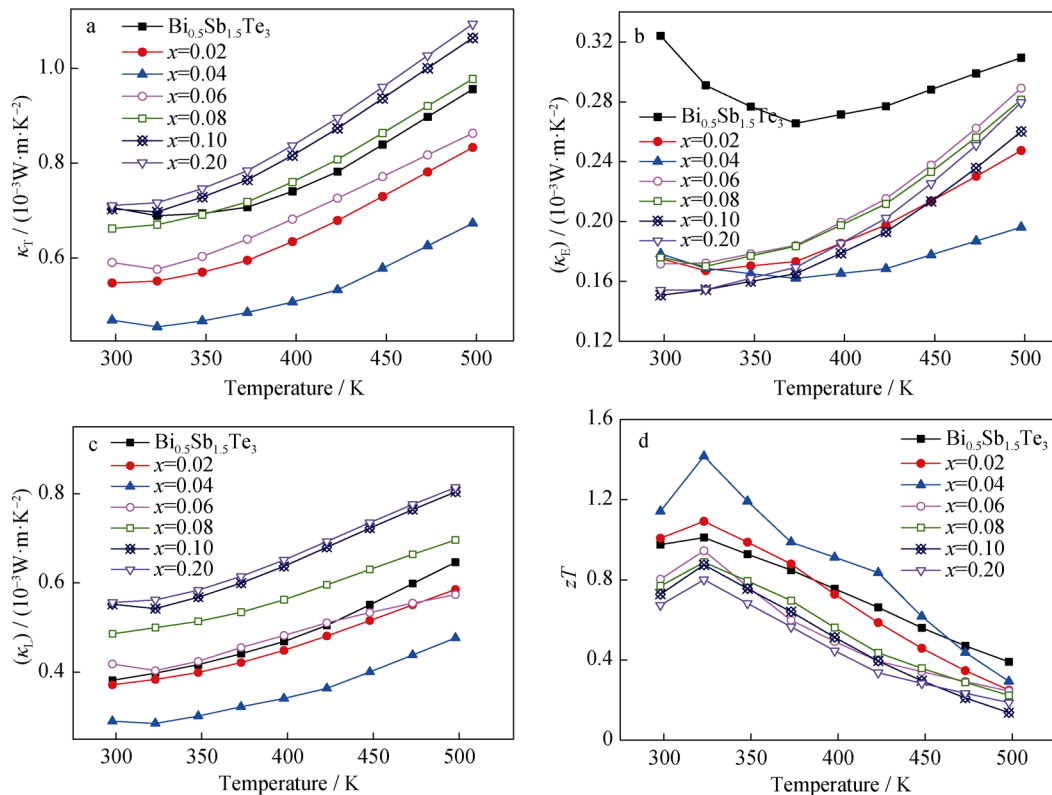 a
Bi0.5Sb1.5Te3
x=0.02
x=0.04
x=0.06
x=0.08
x=0.10
x=0.20
1.0
0.8
0.6
κT / (10⁻³W·m·K⁻²)
300 350 400 450 500
Temperature / K
b
Bi0.5Sb1.5Te3
x=0.02
x=0.04
x=0.06
x=0.08
x=0.10
x=0.20
0.32
0.28
0.24
0.20
0.16
0.12
(κE) / (10⁻³W·m·K⁻²)
300 350 400 450 500
Temperature / K
c
Bi0.5Sb1.5Te3
x=0.02
x=0.04
x=0.06
x=0.08
x=0.10
x=0.20
0.8
0.6
0.4
(κL) / (10⁻³W·m·K⁻²)
300 350 400 450 500
Temperature / K
d
Bi0.5Sb1.5Te3
x=0.02
x=0.04
x=0.06
x=0.08
x=0.10
x=0.20
1.6
1.2
0.8
0.4
0
zT
300 350 400 450 500
Temperature / K